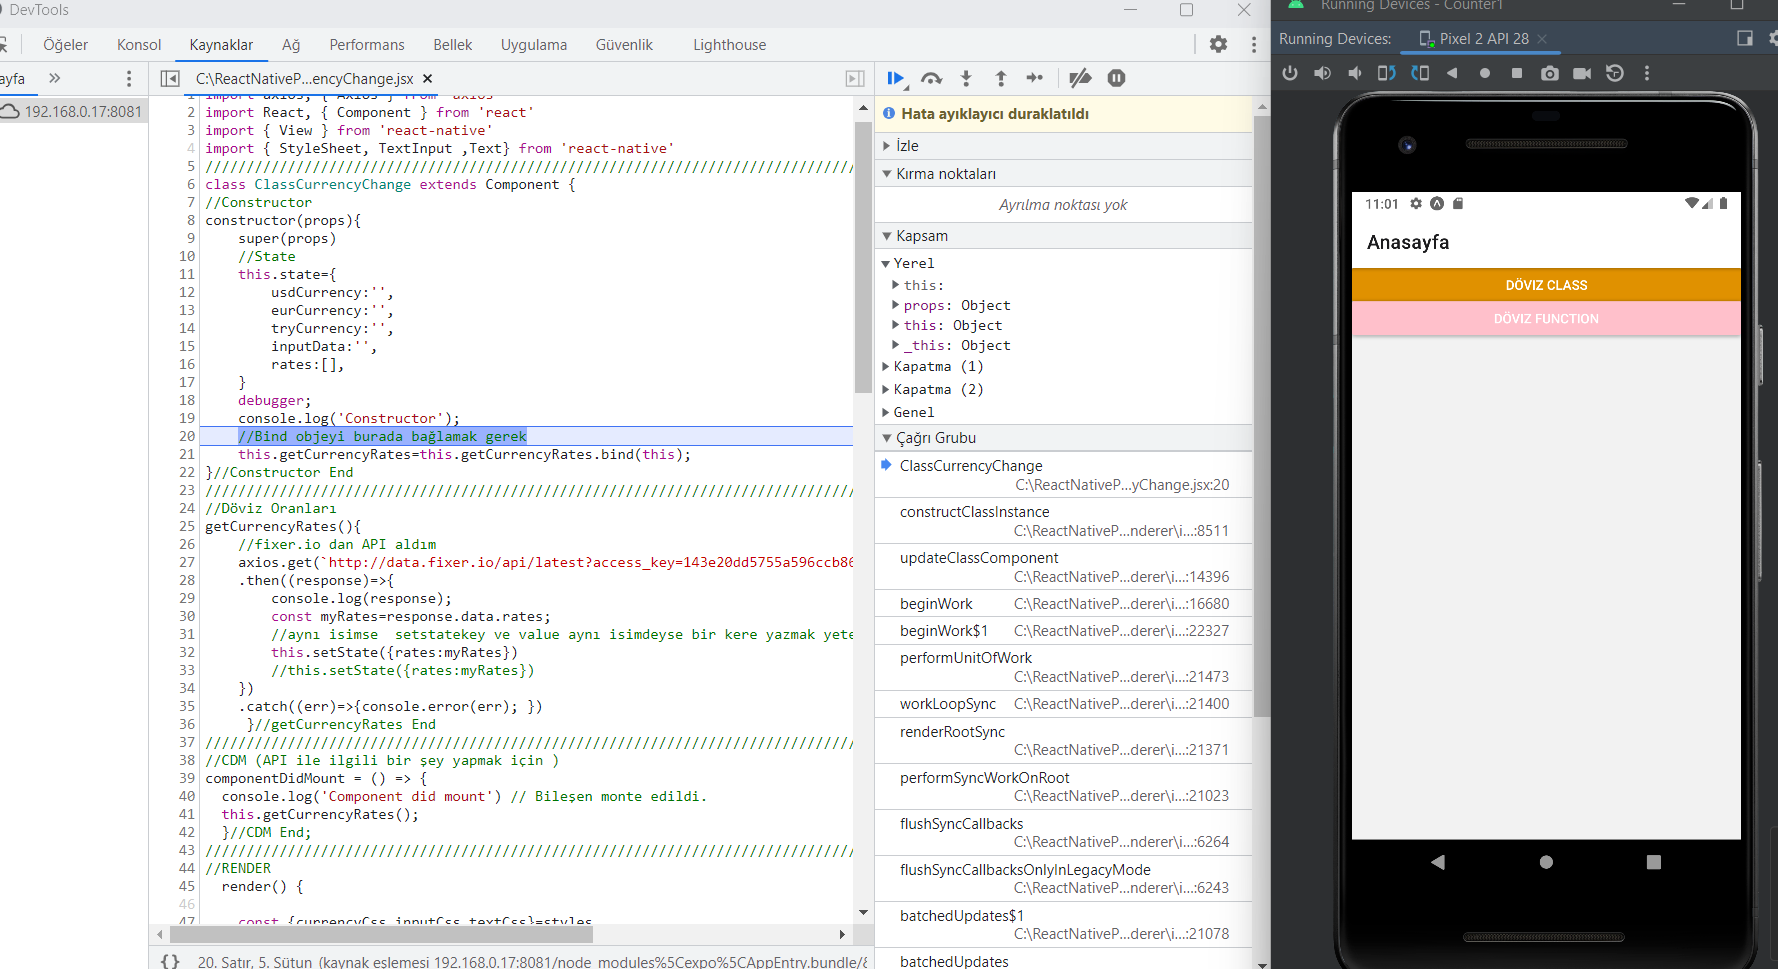 DevTools
Öğeler Konsol Kaynaklar Ağ Performans Bellek Uygulama Güvenlik Lighthouse
ayfa »
C:\ReactNativeP...encyChange.jsx
192.168.0.17:8081
1 import axios, { Axios } from 'axios'
2 import React, { Component } from 'react'
3 import { View } from 'react-native'
4 import { StyleSheet, TextInput ,Text} from 'react-native'
5 ///////////////////////////////////////////////////////////////////////////////
6 class ClassCurrencyChange extends Component {
7 //Constructor
8 constructor(props){
9 super(props)
10 //State
11 this.state={
12 usdCurrency:'',
13 eurCurrency:'',
14 tryCurrency:'',
15 inputData:'',
16 rates:[],
17 }
18 debugger;
19 console.log('Constructor');
20 //Bind objeyi burada bağlamak gerek
21 this.getCurrencyRates=this.getCurrencyRates.bind(this);
22 }//Constructor End
23 ///////////////////////////////////////////////////////////////////////////////
24 //Döviz Oranları
25 getCurrencyRates(){
26 //fixer.io dan API aldım
27 axios.get(`http://data.fixer.io/api/latest?access_key=143e20dd5755a596ccb86
28 .then((response)=>{
29 console.log(response);
30 const myRates=response.data.rates;
31 //aynı isimse  setstatekey ve value aynı isimdeyse bir kere yazmak yete
32 this.setState({rates:myRates})
33 //this.setState({rates:myRates})
34 })
35 .catch((err)=>{console.error(err); })
36 }//getCurrencyRates End
37 ///////////////////////////////////////////////////////////////////////////////
38 //CDM (API ile ilgili bir şey yapmak için )
39 componentDidMount = () => {
40 console.log('Component did mount') // Bileşen monte edildi.
41 this.getCurrencyRates();
42 }//CDM End;
43 ///////////////////////////////////////////////////////////////////////////////
44 //RENDER
45 render() {
46
47 const {currencyCss,inputCss,textCss}=styles
{} 20. Satır, 5. Sütun (kaynak eşlemesi 192.168.0.17:8081/node_modules%5Cexpo%5CAppEntry.bundle/8
Hata ayıklayıcı duraklatıldı
İzle
Kırma noktaları
Ayrılma noktası yok
Kapsam
Yerel
this:
props: Object
this: Object
_this: Object
Kapatma (1)
Kapatma (2)
Genel
Çağrı Grubu
ClassCurrencyChange
C:\ReactNativeP...yChange.jsx:20
constructClassInstance
C:\ReactNativeP...nderer\i...:8511
updateClassComponent
C:\ReactNativeP...derer\i...:14396
beginWork C:\ReactNativeP...derer\i...:16680
beginWork$1 C:\ReactNativeP...derer\i...:22327
performUnitOfWork
C:\ReactNativeP...derer\i...:21473
workLoopSync C:\ReactNativeP...derer\i...:21400
renderRootSync
C:\ReactNativeP...derer\i...:21371
performSyncWorkOnRoot
C:\ReactNativeP...derer\i...:21023
flushSyncCallbacks
C:\ReactNativeP...nderer\i...:6264
flushSyncCallbacksOnlyInLegacyMode
C:\ReactNativeP...nderer\i...:6243
batchedUpdates$1
C:\ReactNativeP...derer\i...:21078
batchedUpdates
Running Devices - Counter1
Running Devices: Pixel 2 API 28
11:01
Anasayfa
DÖVIZ CLASS
DÖVIZ FUNCTION